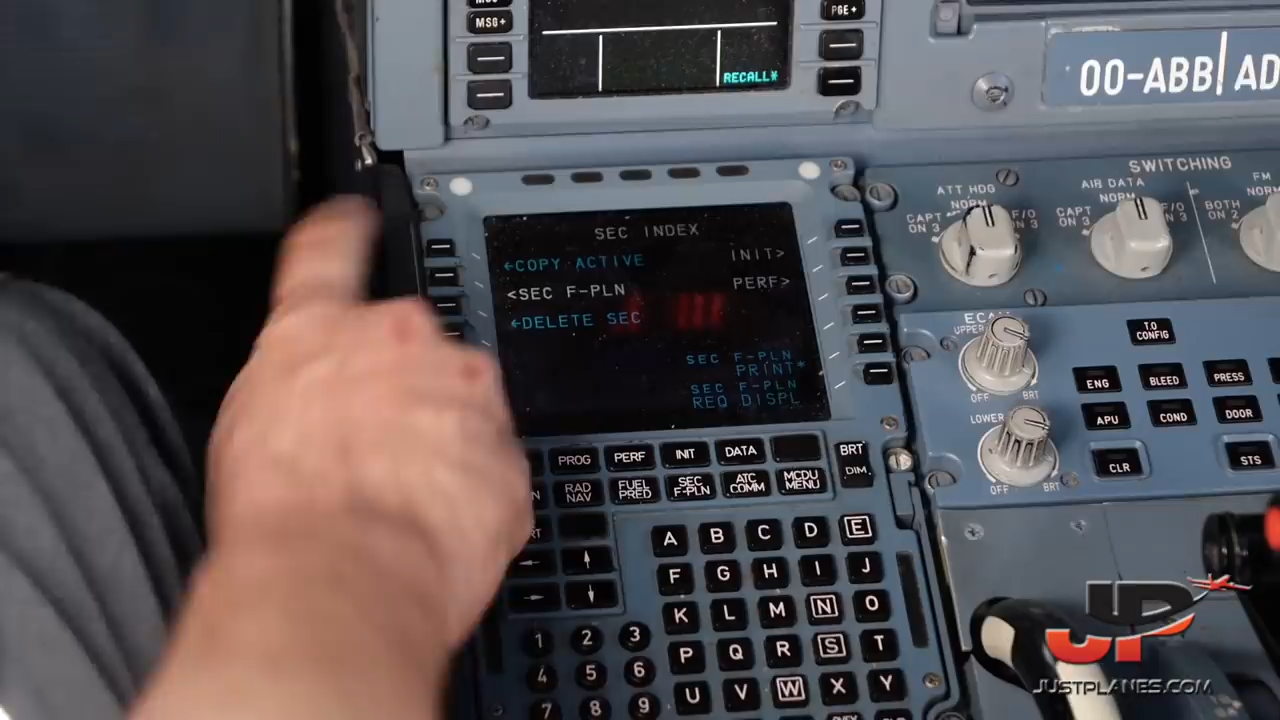 MSG+
PGE+
RECALL*
OO-ABB AD
SWITCHING
ATT HDG
NORM
CAPT ON 3
F/O ON 3
AIR DATA
NORM
CAPT ON 3
F/O ON 3
FM
NORM
BOTH ON 2
SEC INDEX
←COPY ACTIVE
INIT>
<SEC F-PLN
PERF>
←DELETE SEC
SEC F-PLN
PRINT*
SEC F-PLN
REQ DISPL
UPPER
OFF BRT
LOWER
OFF BRT
T.O CONFIG
ENG BLEED PRESS
APU COND DOOR
CLR STS
PROG PERF INIT DATA
BRT DIM
RAD NAV FUEL PRED SEC F-PLN ATC COMM MCDU MENU
← ↑
→ ↓
A B C D E
F G H I J
K L M N O
P Q R S T
U V W X Y
1 2 3
4 5 6
7 8 9
JP
JUSTPLANES.COM